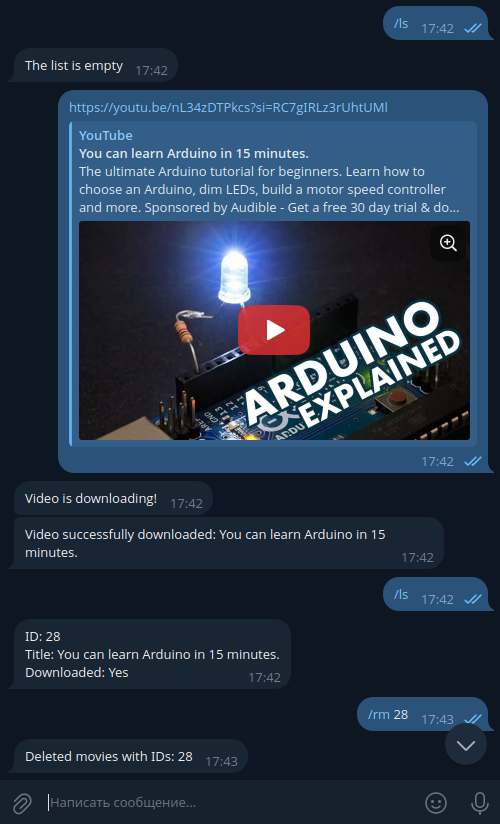 /ls 17:42
The list is empty 17:42
https://youtu.be/nL34zDTPkcs?si=RC7gIRLz3rUhtUMl
YouTube
You can learn Arduino in 15 minutes.
The ultimate Arduino tutorial for beginners. Learn how to
choose an Arduino, dim LEDs, build a motor speed controller
and more. Sponsored by Audible - Get a free 30 day trial & do...
ARDUINO
EXPLAINED
17:42
Video is downloading! 17:42
Video successfully downloaded: You can learn Arduino in 15
minutes. 17:42
/ls 17:42
ID: 28
Title: You can learn Arduino in 15 minutes.
Downloaded: Yes 17:42
/rm 28 17:43
Deleted movies with IDs: 28 17:43
Написать сообщение...